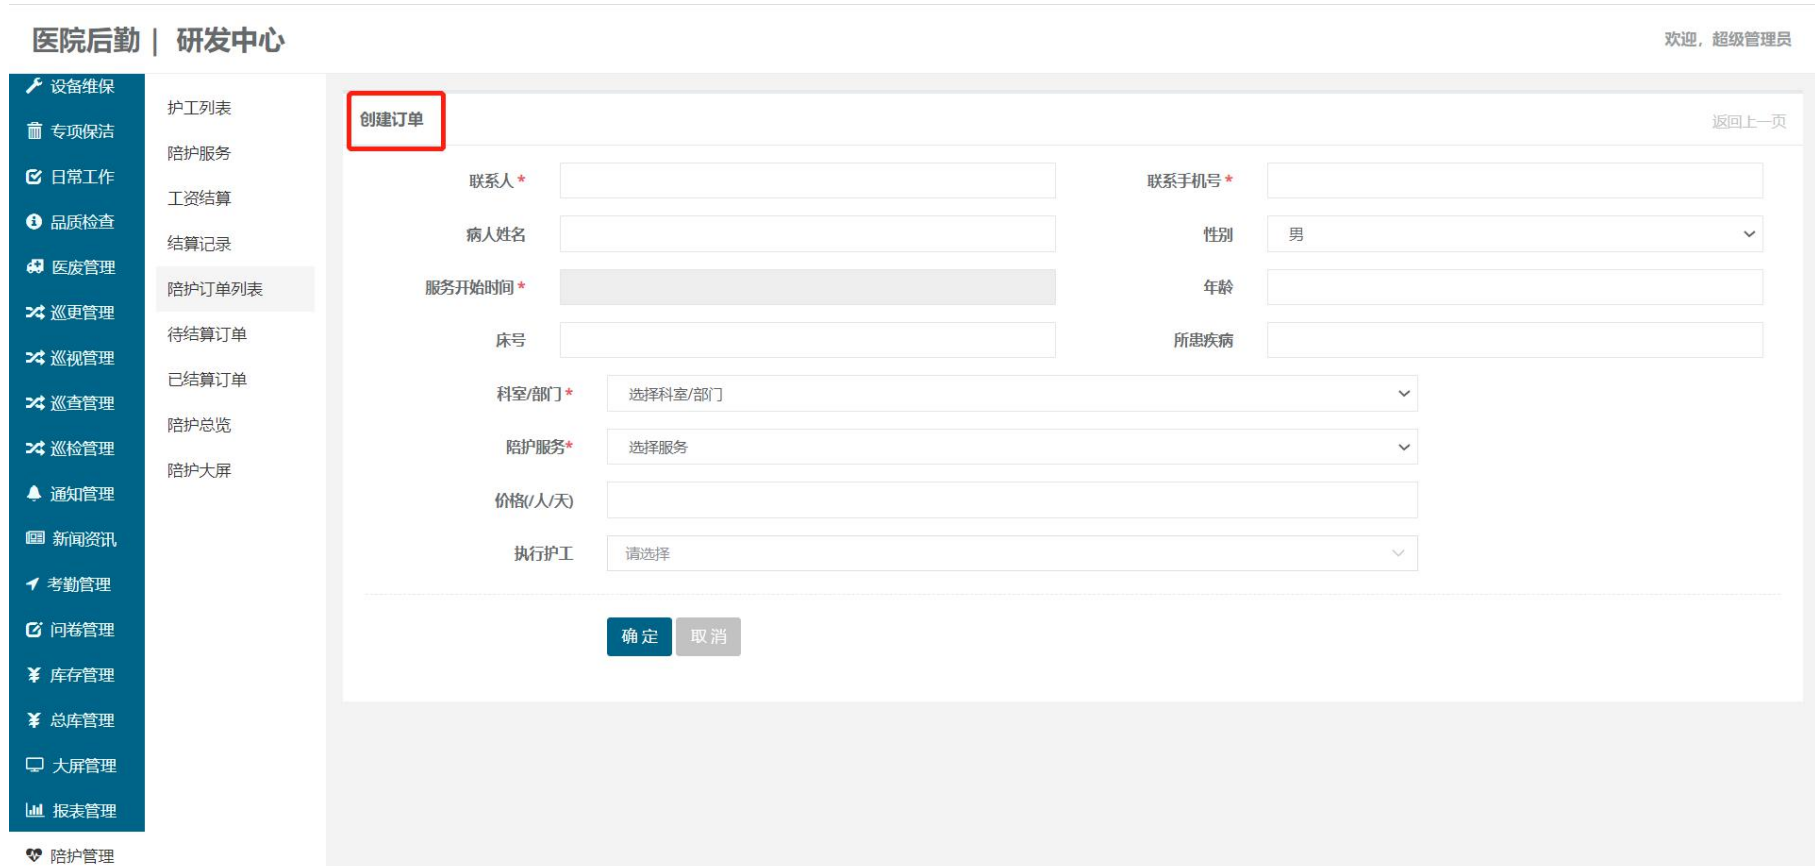 医院后勤 | 研发中心
欢迎，超级管理员
设备维保
专项保洁
日常工作
品质检查
医废管理
巡更管理
巡视管理
巡查管理
巡检管理
通知管理
新闻资讯
考勤管理
问卷管理
库存管理
总库管理
大屏管理
报表管理
陪护管理
护工列表
陪护服务
工资结算
结算记录
陪护订单列表
待结算订单
已结算订单
陪护总览
陪护大屏
创建订单
返回上一页
联系人 *
联系手机号 *
病人姓名
性别 男
服务开始时间 *
年龄
床号
所患疾病
科室/部门 * 选择科室/部门
陪护服务* 选择服务
价格(/人/天)
执行护工 请选择
确定 取消